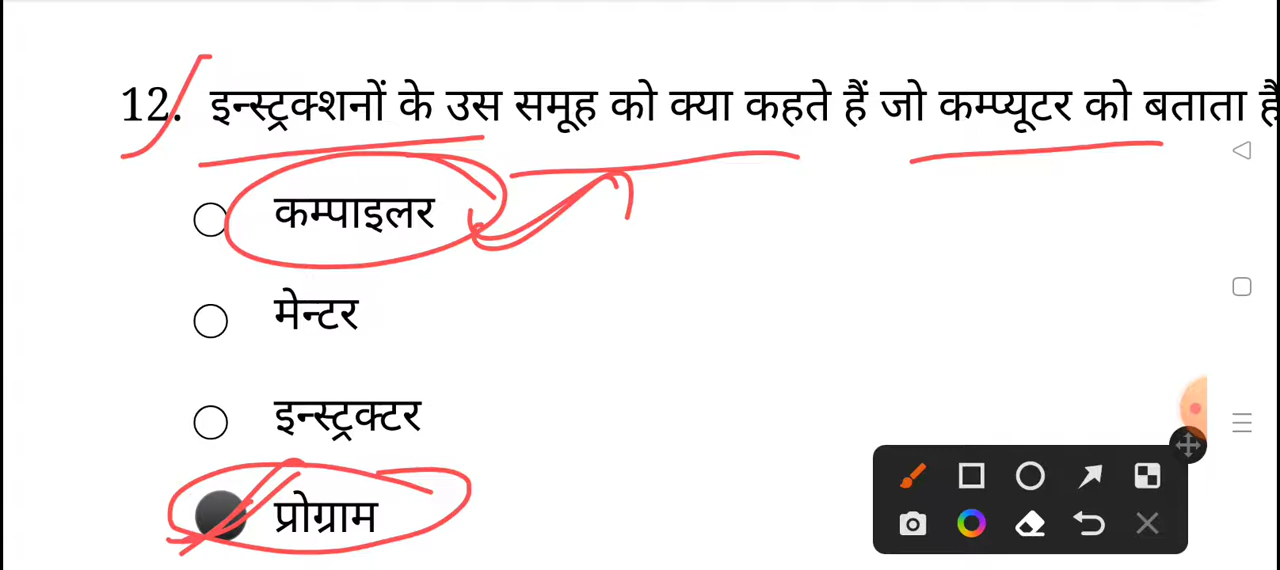 12. इन्स्ट्रक्शनों के उस समूह को क्या कहते हैं जो कम्प्यूटर को बताता है
कम्पाइलर
मेन्टर
इन्स्ट्रक्टर
प्रोग्राम